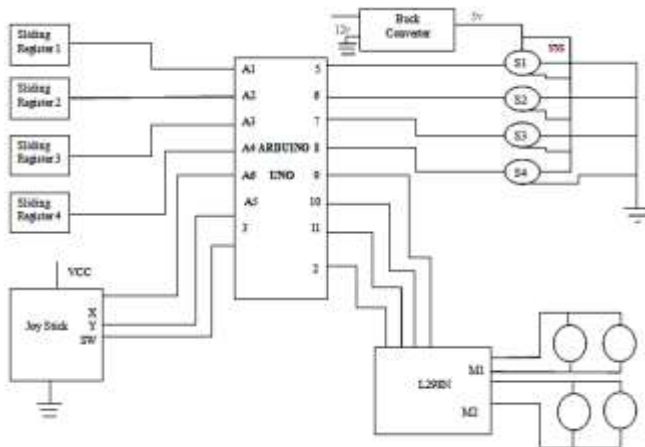 Sliding
Register 1
Sliding
Register 2
Sliding
Register 3
Sliding
Register 4
VCC
Joy Stick
X
Y
SW
A1
A2
A3
A4
A6
A5
3
ARDUINO
UNO
5
6
7
8
9
10
11
2
12v
Buck
Converter
5v
S1
S2
S3
S4
L298N
M1
M2